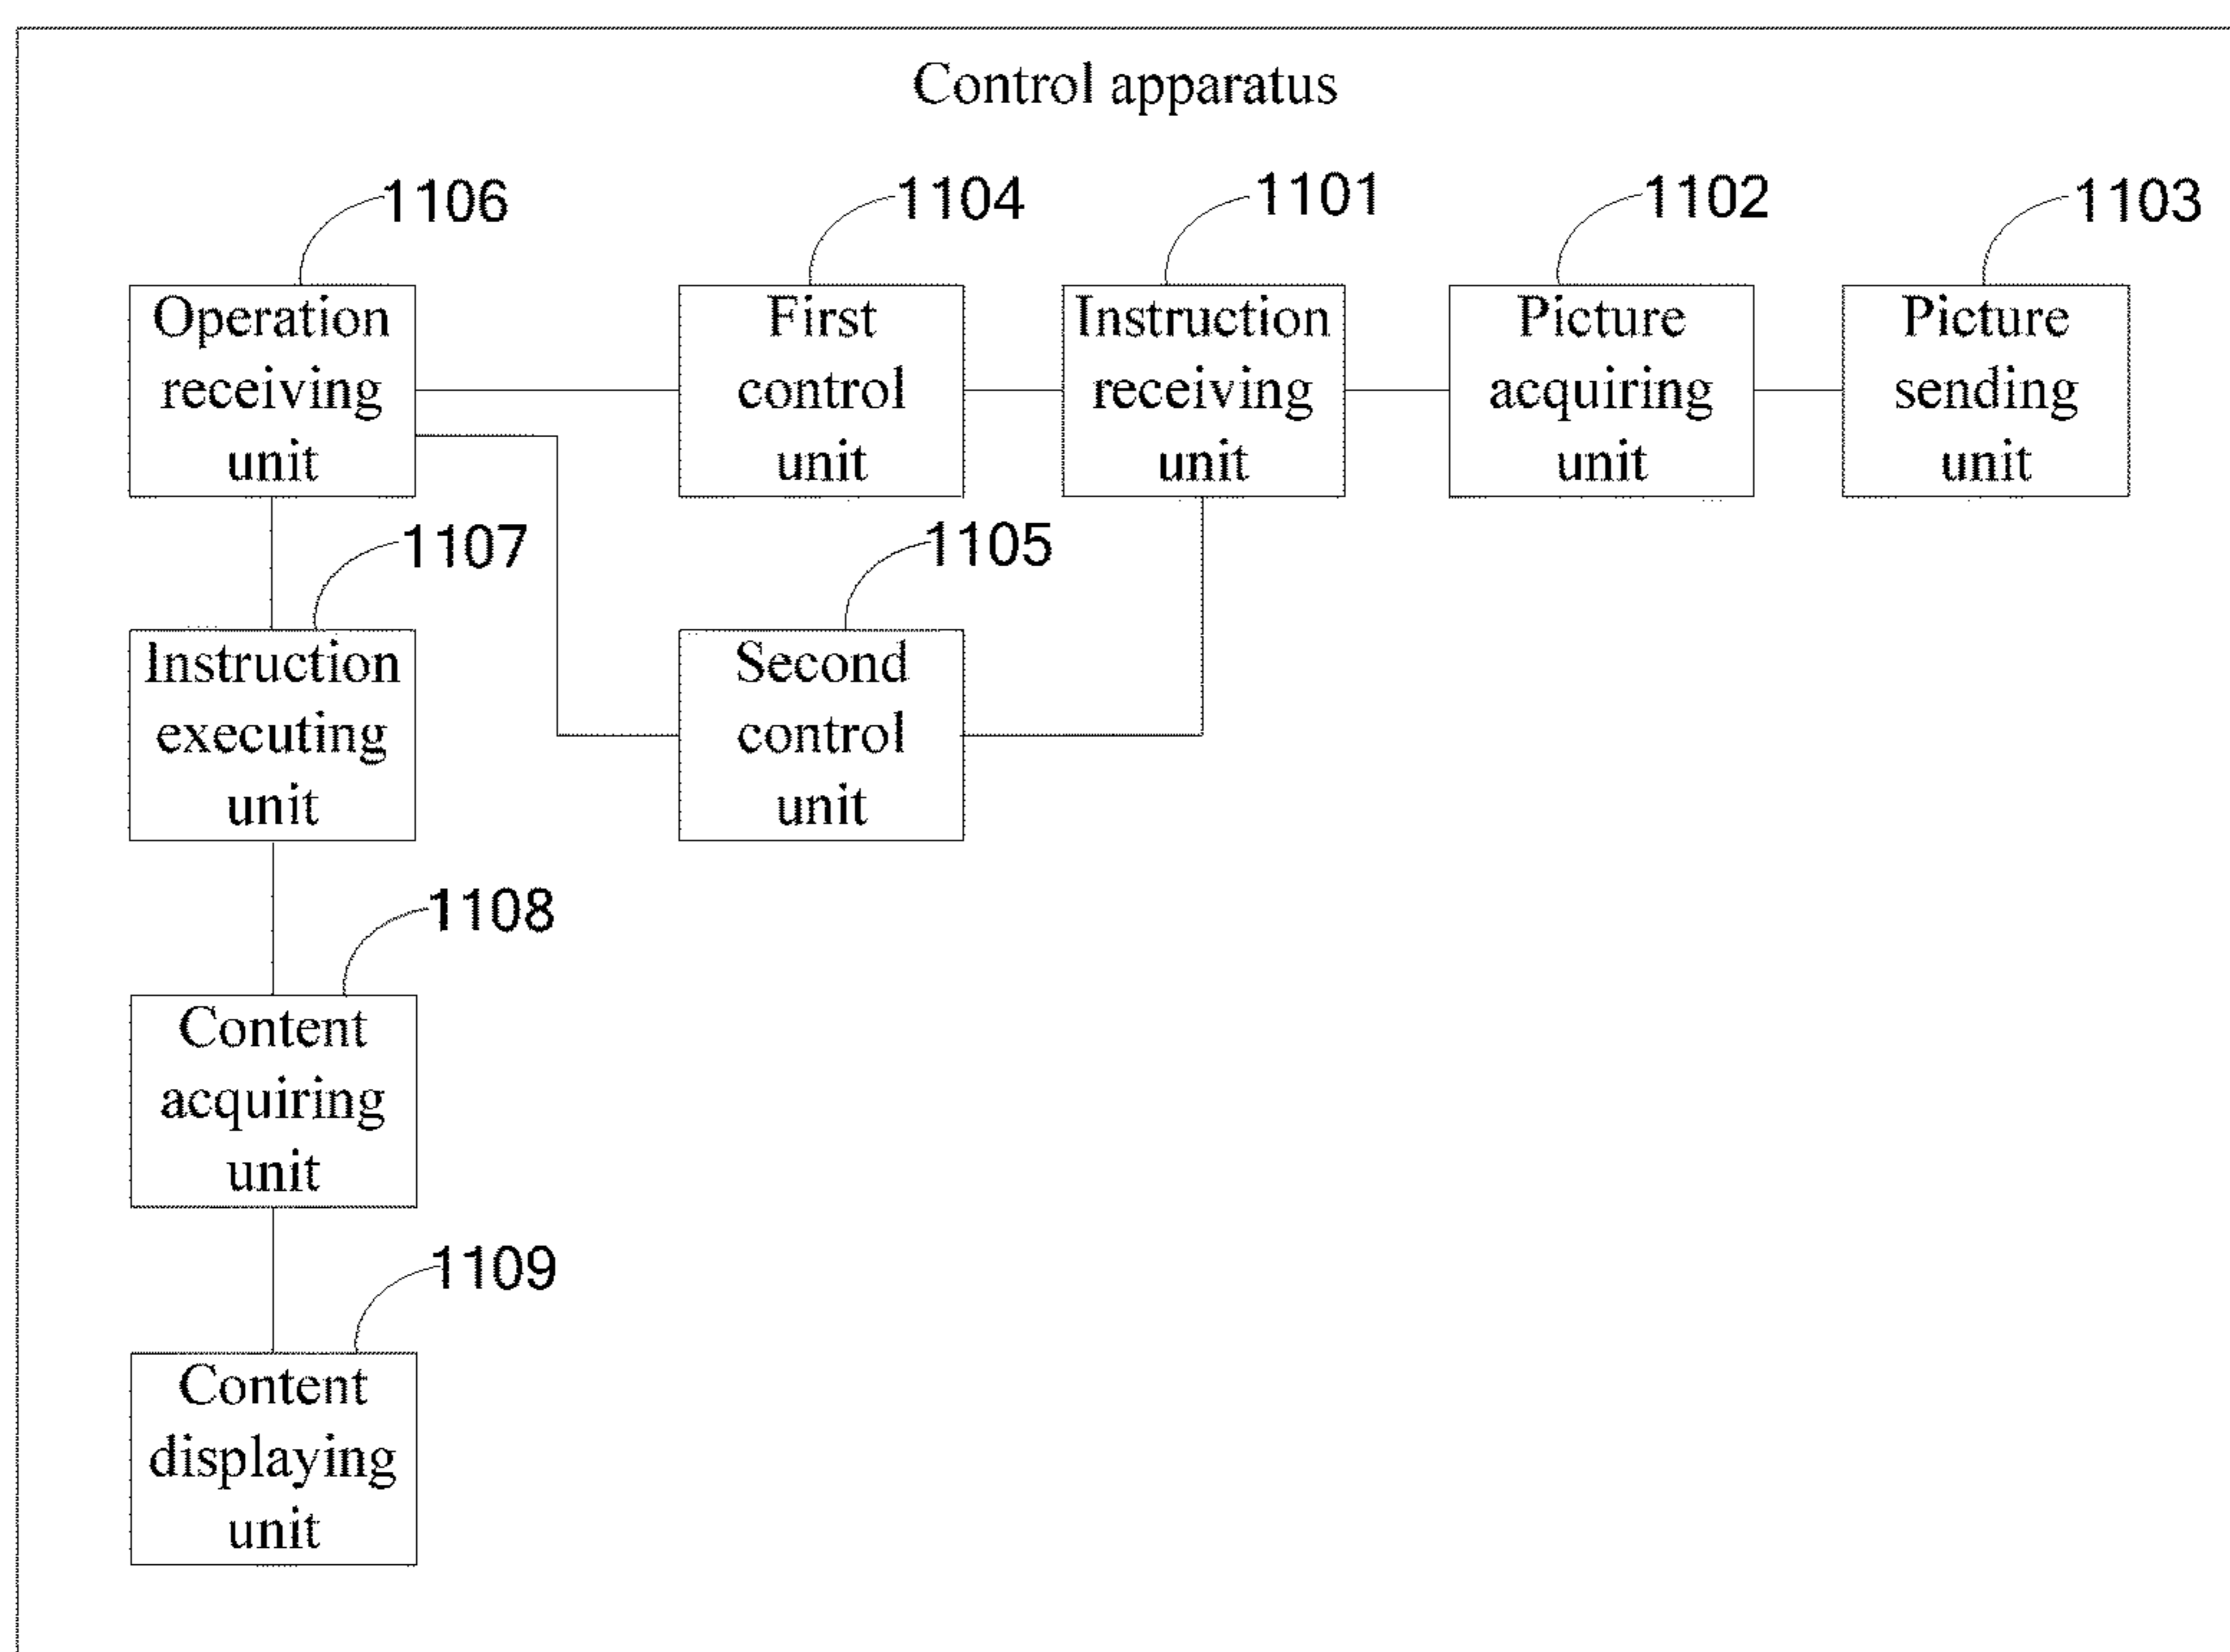 Control apparatus
1106
1104
1101
1102
1103
Operation
receiving
unit
First
control
unit
Instruction
receiving
unit
Picture
acquiring
unit
Picture
sending
unit
1107
1105
Instruction
executing
unit
Second
control
unit
1108
Content
acquiring
unit
1109
Content
displaying
unit